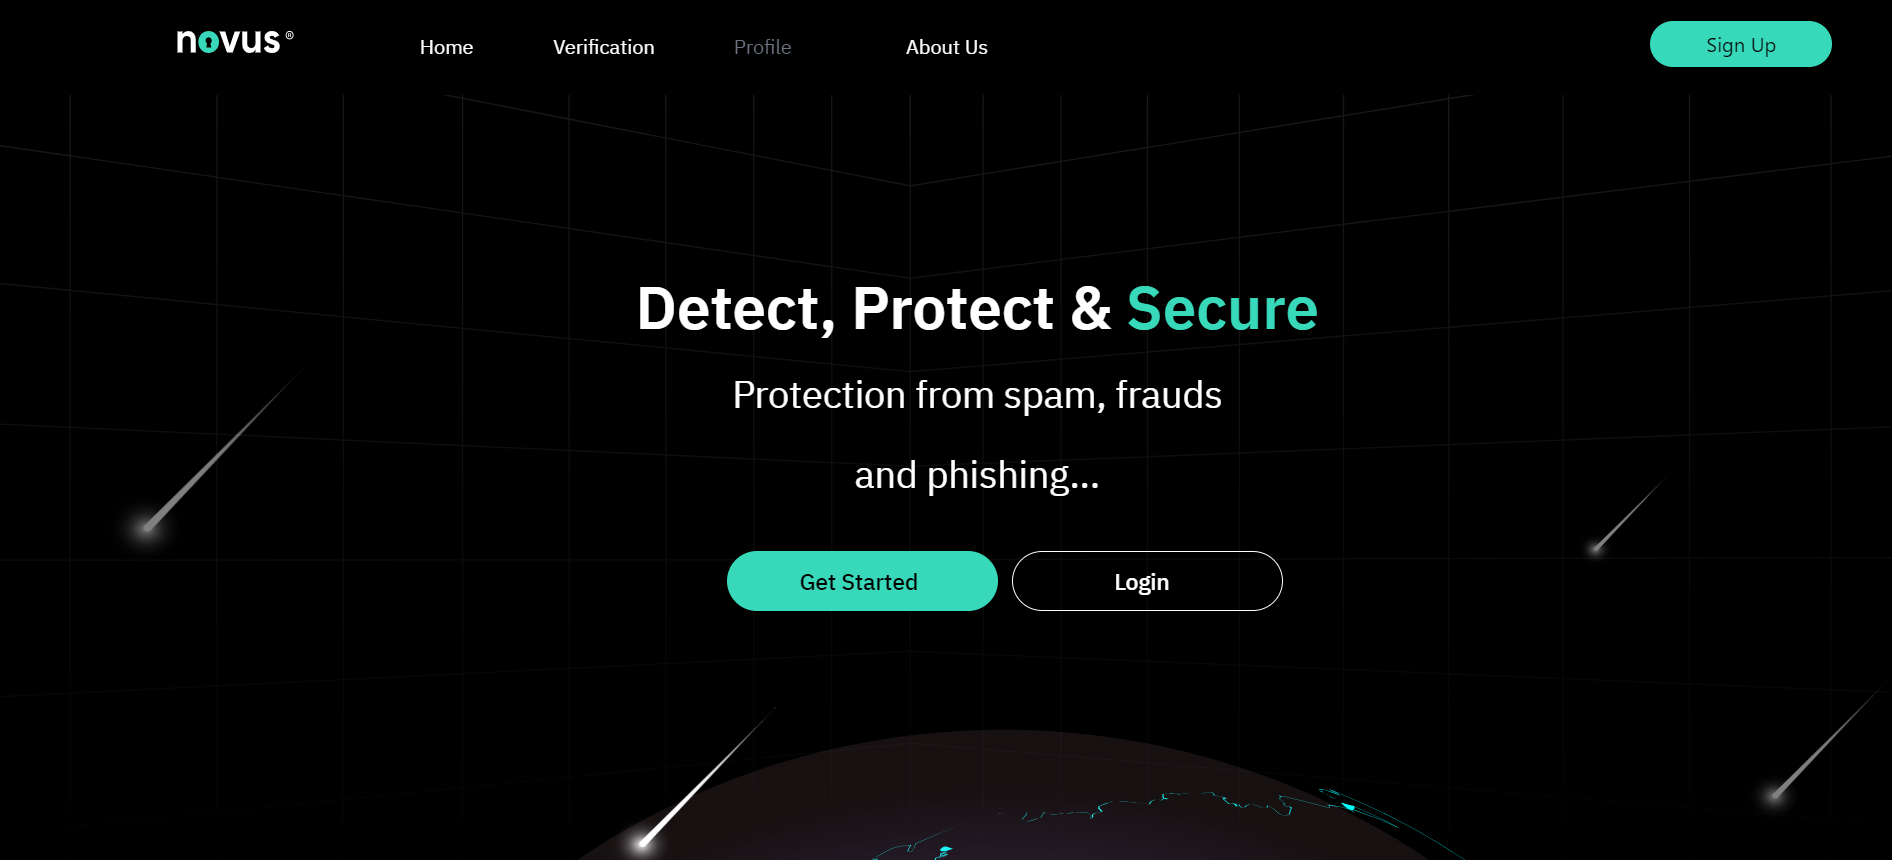 novus ®
Home
Verification
Profile
About Us
Sign Up
Detect, Protect & Secure
Protection from spam, frauds
and phishing...
Get Started
Login